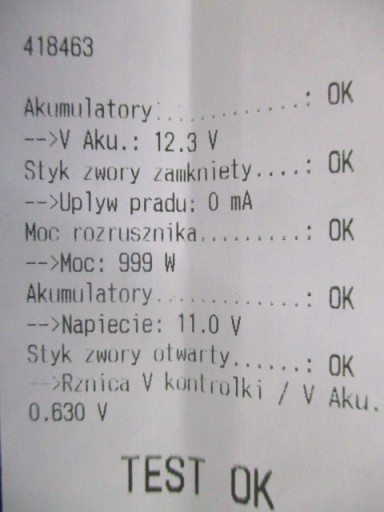 418463
Akumulatory..............: OK
-->V Aku.: 12.3 V
Styk zwory zamkniety....: OK
-->Uplyw pradu: 0 mA
Moc rozrusznika.........: OK
-->Moc: 999 W
Akumulatory.............: OK
-->Napiecie: 11.0 V
Styk zwory otwarty......: OK
-->Rznica V kontrolki / V Aku.
0.630 V
TEST OK